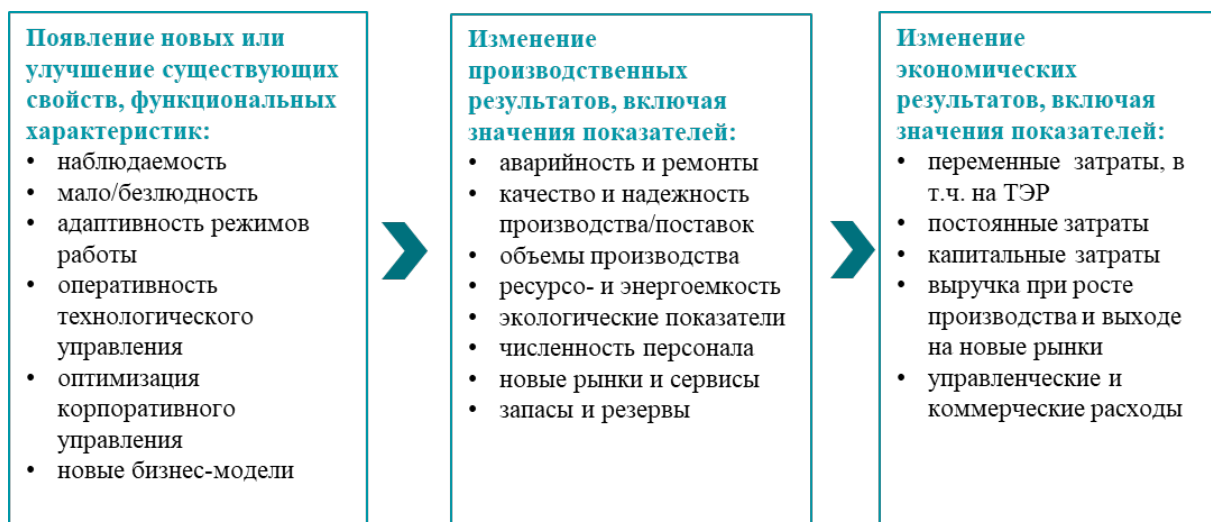 Появление новых или
улучшение существующих
свойств, функциональных
характеристик:
• наблюдаемость
• мало/безлюдность
• адаптивность режимов
работы
• оперативность
технологического
управления
• оптимизация
корпоративного
управления
• новые бизнес-модели
Изменение
производственных
результатов, включая
значения показателей:
• аварийность и ремонты
• качество и надежность
производства/поставок
• объемы производства
• ресурсо- и энергоемкость
• экологические показатели
• численность персонала
• новые рынки и сервисы
• запасы и резервы
Изменение
экономических
результатов, включая
значения показателей:
• переменные затраты, в
т.ч. на ТЭР
• постоянные затраты
• капитальные затраты
• выручка при росте
производства и выходе
на новые рынки
• управленческие и
коммерческие расходы